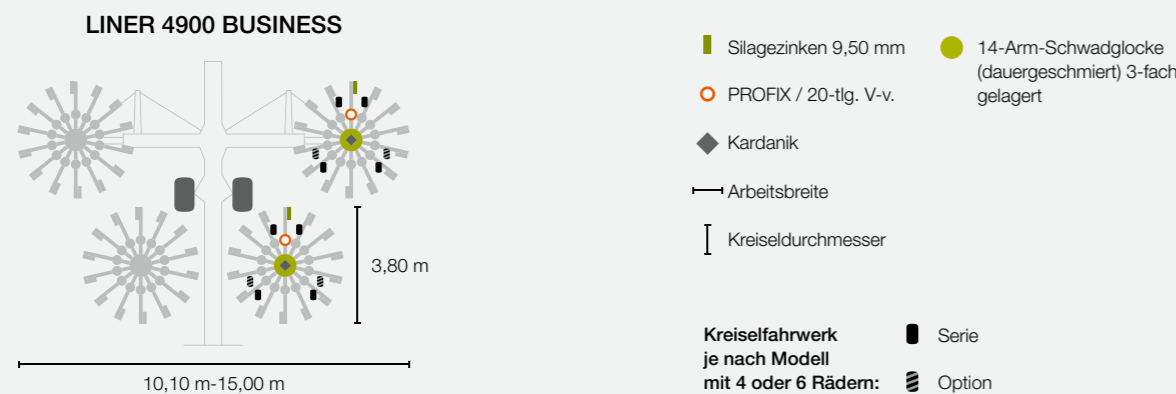 LINER 4900 BUSINESS
3,80 m
10,10 m-15,00 m
Silagezinken 9,50 mm
PROFIX / 20-tlg. V-v.
Kardanik
Arbeitsbreite
Kreiseldurchmesser
14-Arm-Schwadglocke
(dauergeschmiert) 3-fach
gelagert
Kreiselfahrwerk
je nach Modell
mit 4 oder 6 Rädern:
Serie
Option